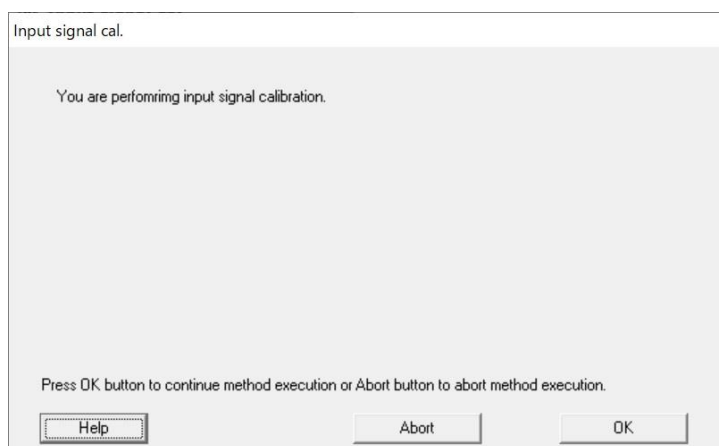 Input signal cal.
You are perfomrimg input signal calibration.
Press OK button to continue method execution or Abort button to abort method execution.
Help Abort OK